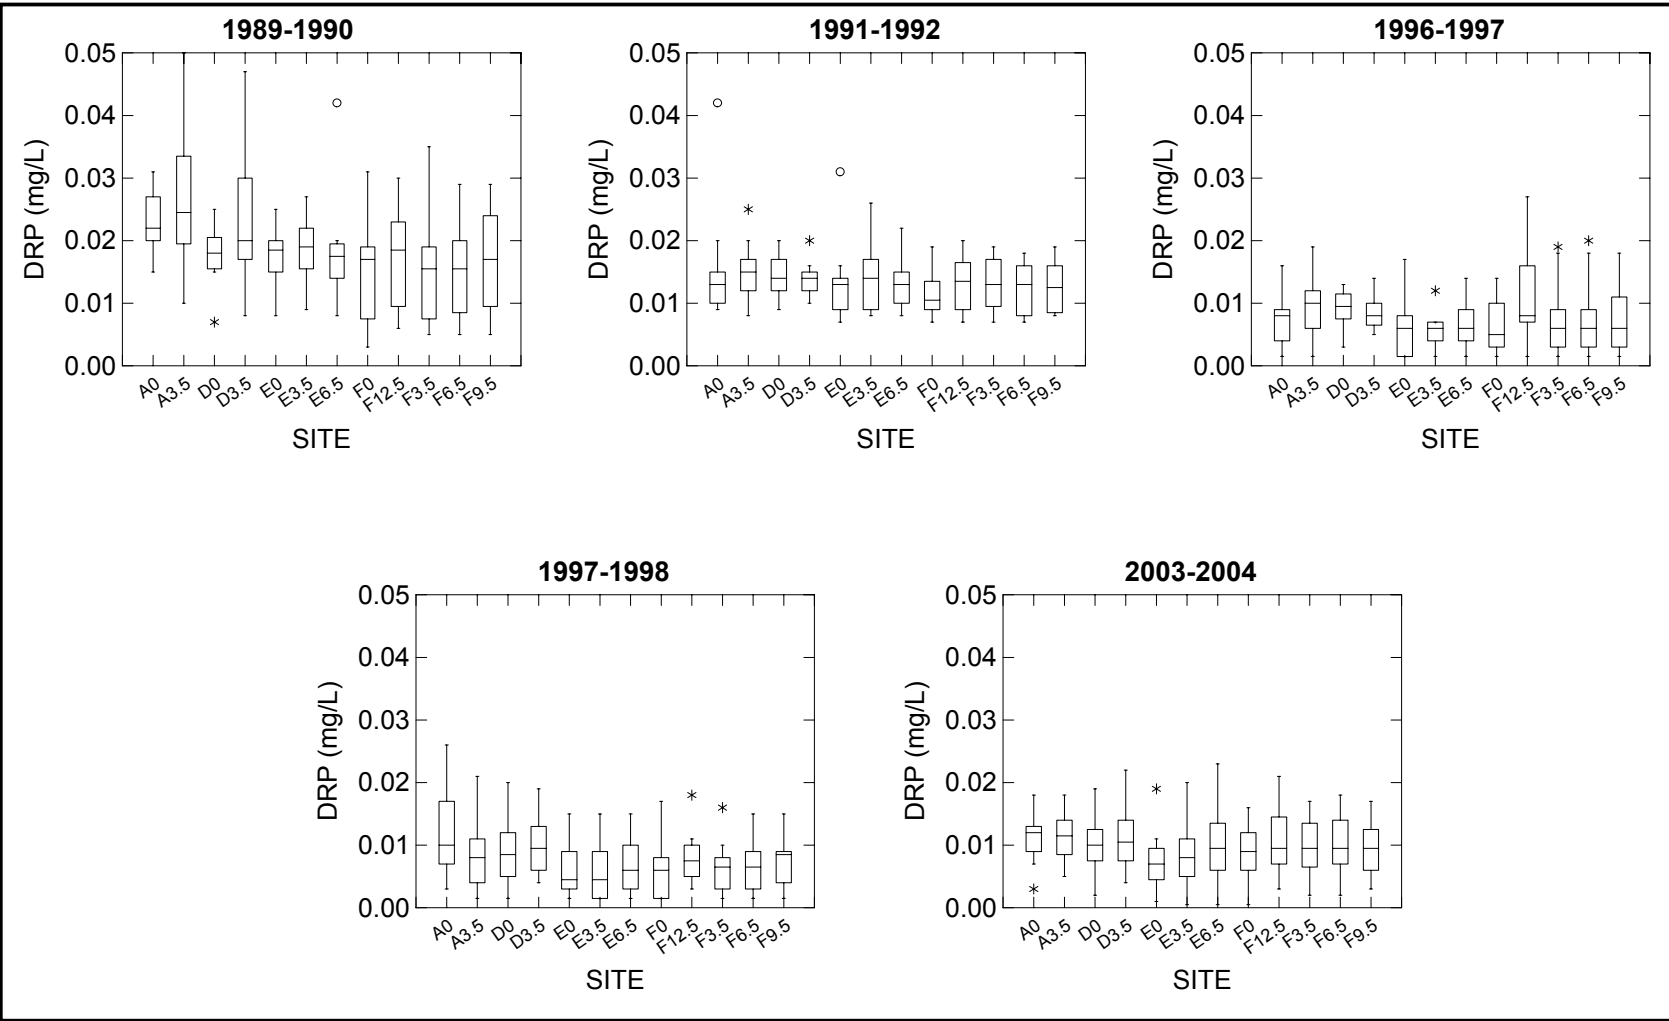 1989-1990
0.05
0.04
0.03
0.02
0.01
0.00
DRP (mg/L)
A0
A3.5
D0
D3.5
E0
E3.5
E6.5
F0
F12.5
F3.5
F6.5
F9.5
SITE
1991-1992
0.05
0.04
0.03
0.02
0.01
0.00
DRP (mg/L)
A0
A3.5
D0
D3.5
E0
E3.5
E6.5
F0
F12.5
F3.5
F6.5
F9.5
SITE
1996-1997
0.05
0.04
0.03
0.02
0.01
0.00
DRP (mg/L)
A0
A3.5
D0
D3.5
E0
E3.5
E6.5
F0
F12.5
F3.5
F6.5
F9.5
SITE
1997-1998
0.05
0.04
0.03
0.02
0.01
0.00
DRP (mg/L)
A0
A3.5
D0
D3.5
E0
E3.5
E6.5
F0
F12.5
F3.5
F6.5
F9.5
SITE
2003-2004
0.05
0.04
0.03
0.02
0.01
0.00
DRP (mg/L)
A0
A3.5
D0
D3.5
E0
E3.5
E6.5
F0
F12.5
F3.5
F6.5
F9.5
SITE